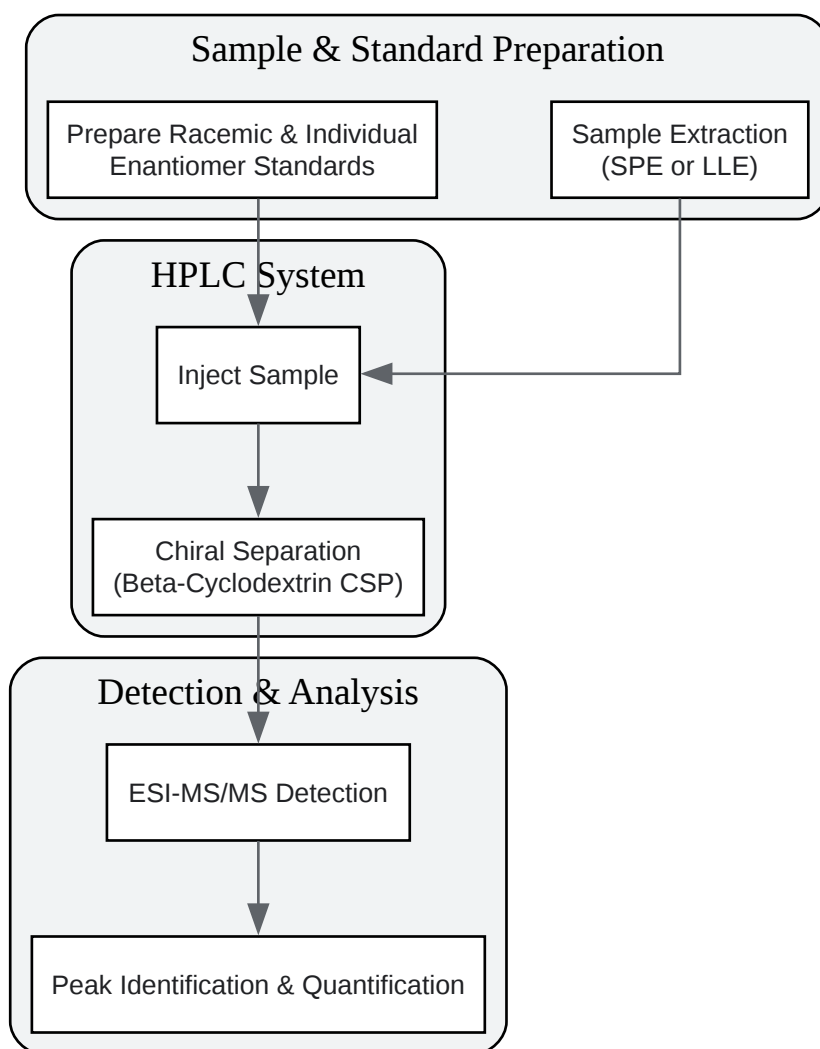 Sample & Standard Preparation
Prepare Racemic & Individual
Enantiomer Standards
Sample Extraction
(SPE or LLE)
HPLC System
Inject Sample
Chiral Separation
(Beta-Cyclodextrin CSP)
Detection & Analysis
ESI-MS/MS Detection
Peak Identification & Quantification